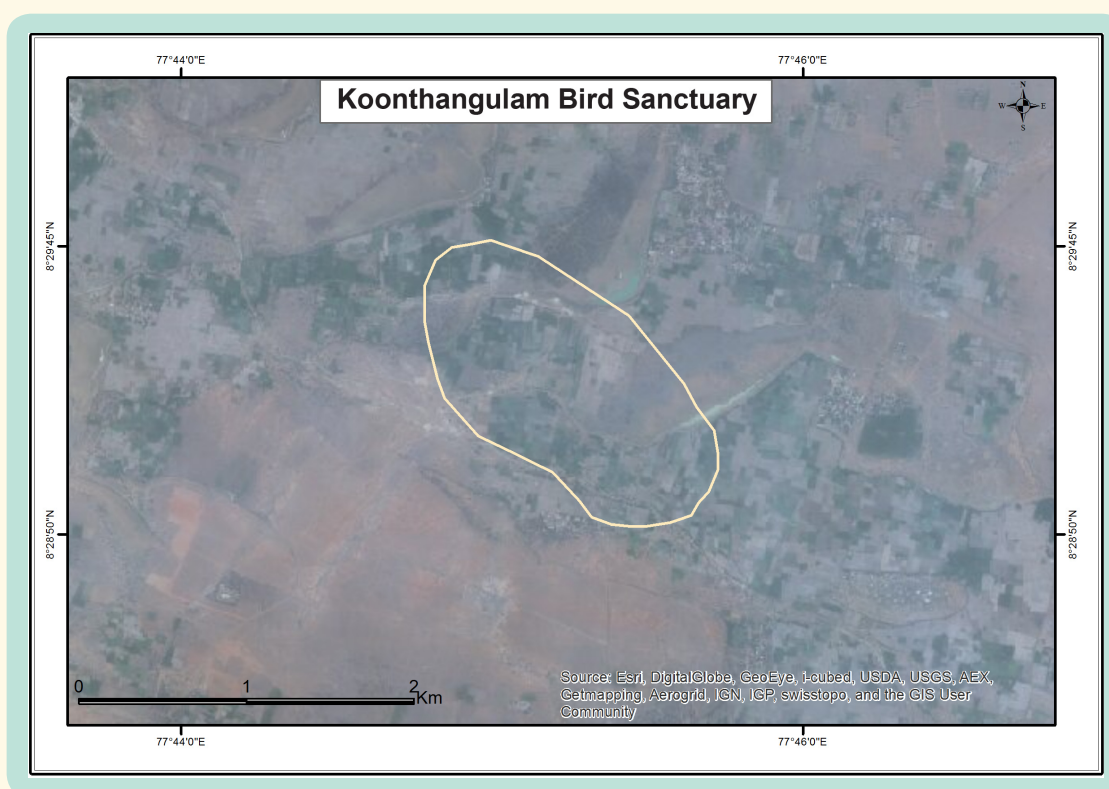 77°44'0"E 77°46'0"E
Koonthangulam Bird Sanctuary
N
W E
S
8°29'45"N 8°29'45"N
8°28'50"N 8°28'50"N
0 1 2
Km
Source: Esri, DigitalGlobe, GeoEye, i-cubed, USDA, USGS, AEX,
Getmapping, Aerogrid, IGN, IGP, swisstopo, and the GIS User
Community
77°44'0"E 77°46'0"E